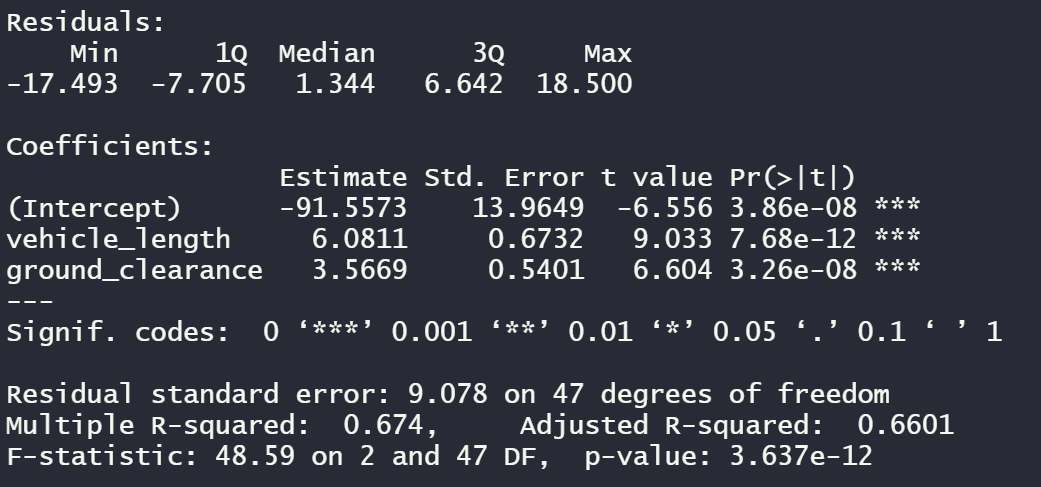 Residuals:
    Min      1Q  Median      3Q     Max
-17.493  -7.705   1.344   6.642  18.500

Coefficients:
                 Estimate Std. Error t value Pr(>|t|)
(Intercept)      -91.5573    13.9649  -6.556 3.86e-08 ***
vehicle_length     6.0811     0.6732   9.033 7.68e-12 ***
ground_clearance   3.5669     0.5401   6.604 3.26e-08 ***
---
Signif. codes:  0 ‘***’ 0.001 ‘**’ 0.01 ‘*’ 0.05 ‘.’ 0.1 ‘ ’ 1

Residual standard error: 9.078 on 47 degrees of freedom
Multiple R-squared:  0.674,     Adjusted R-squared:  0.6601
F-statistic: 48.59 on 2 and 47 DF,  p-value: 3.637e-12